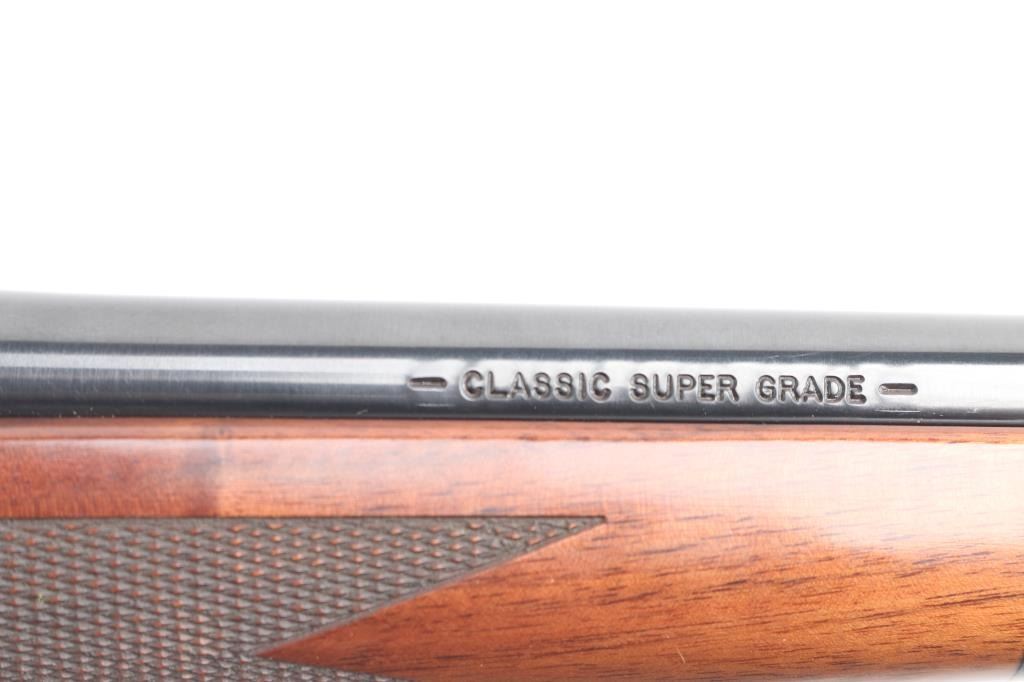 — CLASSIC SUPER GRADE —